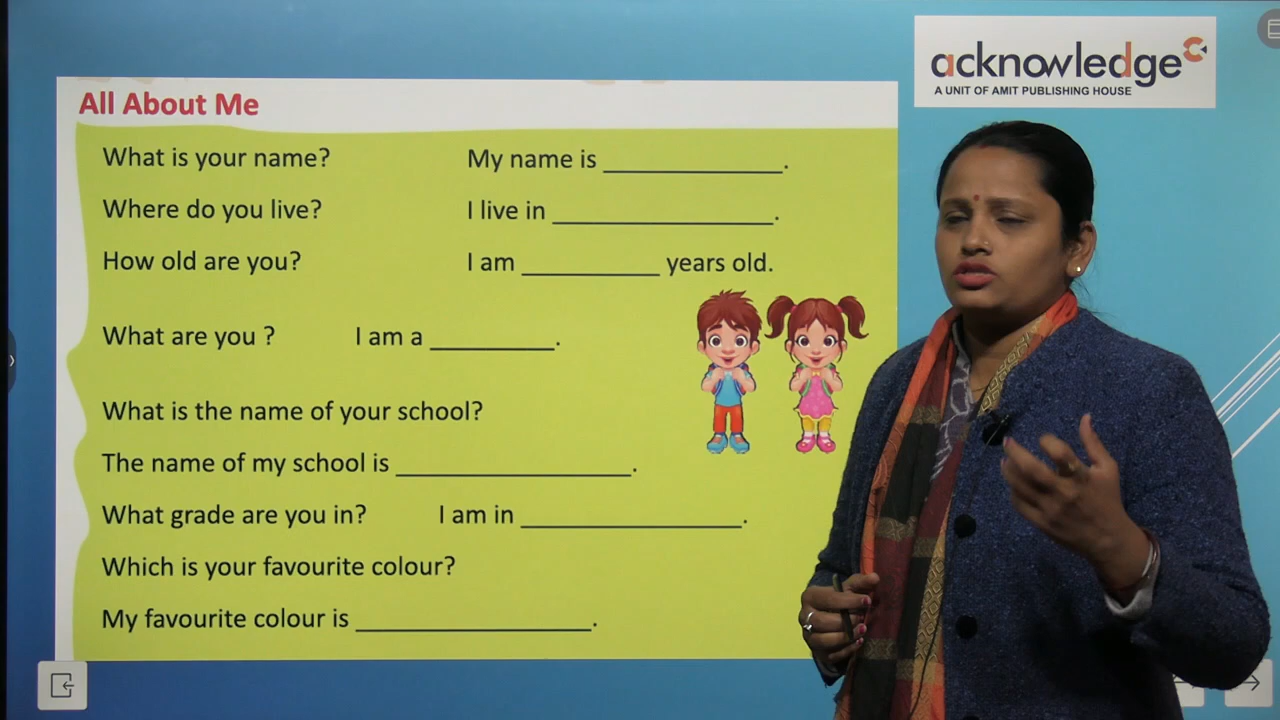 acknowledge
A UNIT OF AMIT PUBLISHING HOUSE
All About Me
What is your name? My name is _____________.
Where do you live? I live in ________________.
How old are you? I am __________ years old.
What are you ? I am a _________.
What is the name of your school?
The name of my school is _________________.
What grade are you in? I am in ________________.
Which is your favourite colour?
My favourite colour is _________________.